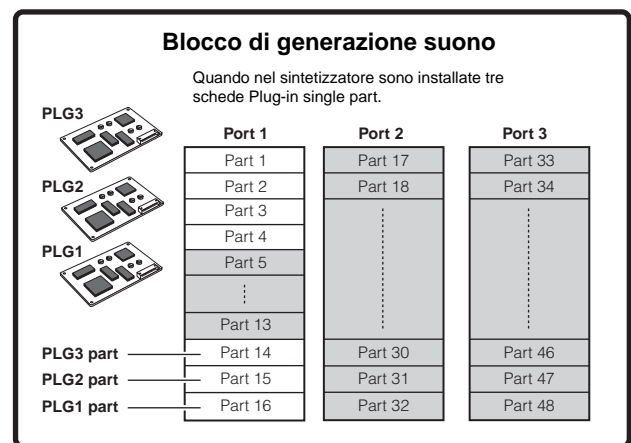 Blocco di generazione suono
Quando nel sintetizzatore sono installate tre
schede Plug-in single part.
PLG3
PLG2
PLG1
Port 1 Port 2 Port 3
Part 1 Part 17 Part 33
Part 2 Part 18 Part 34
Part 3
Part 4
Part 5
Part 13
PLG3 part Part 14 Part 30 Part 46
PLG2 part Part 15 Part 31 Part 47
PLG1 part Part 16 Part 32 Part 48